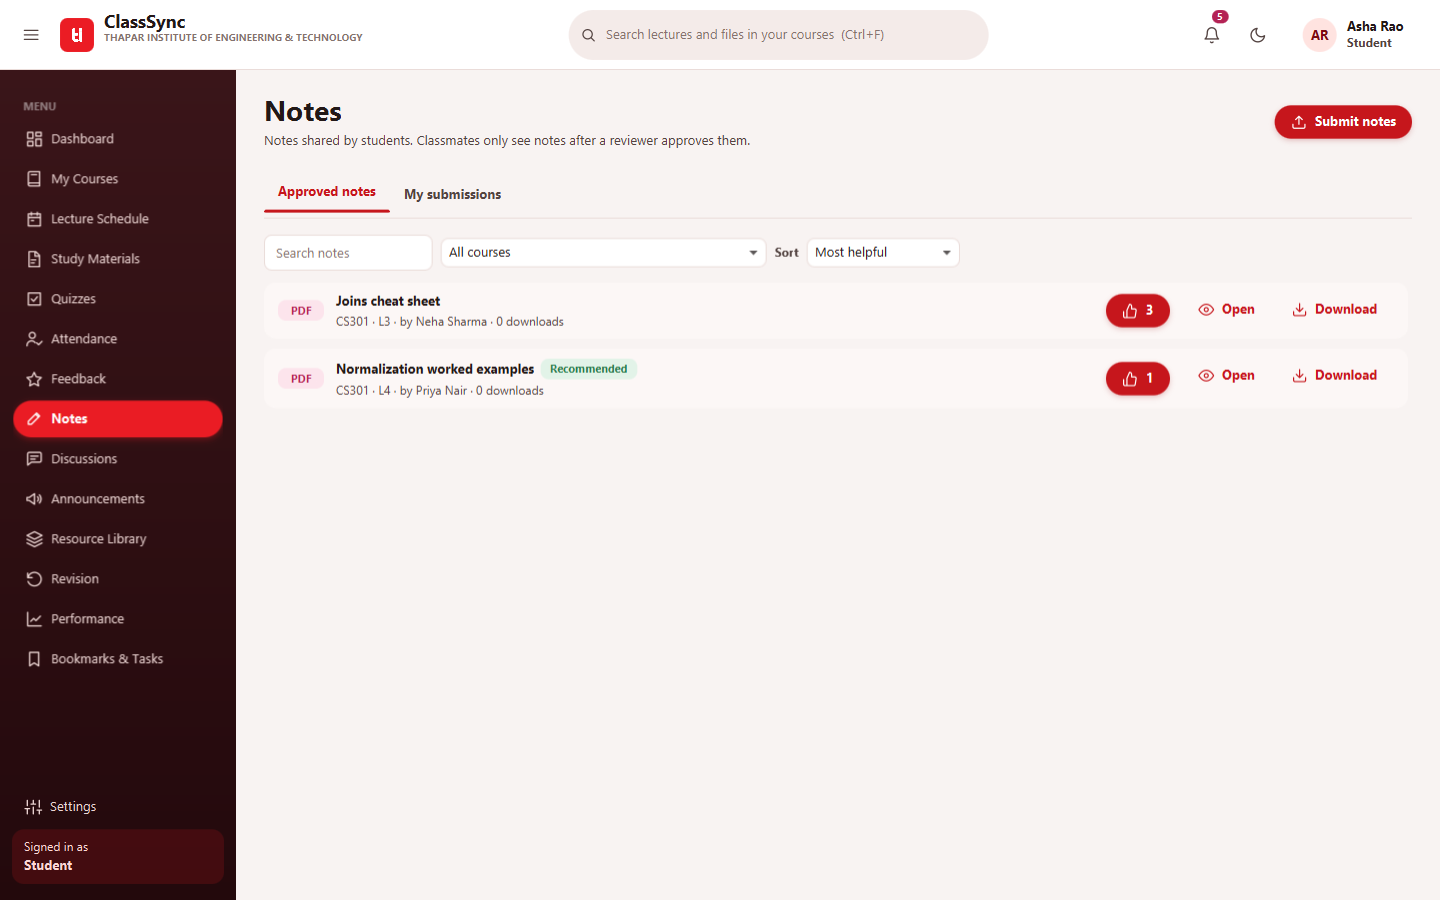 ClassSync
THAPAR INSTITUTE OF ENGINEERING & TECHNOLOGY
Search lectures and files in your courses (Ctrl+F)
5
AR
Asha Rao
Student
MENU
Dashboard
My Courses
Lecture Schedule
Study Materials
Quizzes
Attendance
Feedback
Notes
Discussions
Announcements
Resource Library
Revision
Performance
Bookmarks & Tasks
Settings
Signed in as
Student
Notes
Notes shared by students. Classmates only see notes after a reviewer approves them.
Submit notes
Approved notes
My submissions
Search notes
All courses
Sort
Most helpful
PDF
Joins cheat sheet
CS301 · L3 · by Neha Sharma · 0 downloads
3
Open
Download
PDF
Normalization worked examples
Recommended
CS301 · L4 · by Priya Nair · 0 downloads
1
Open
Download